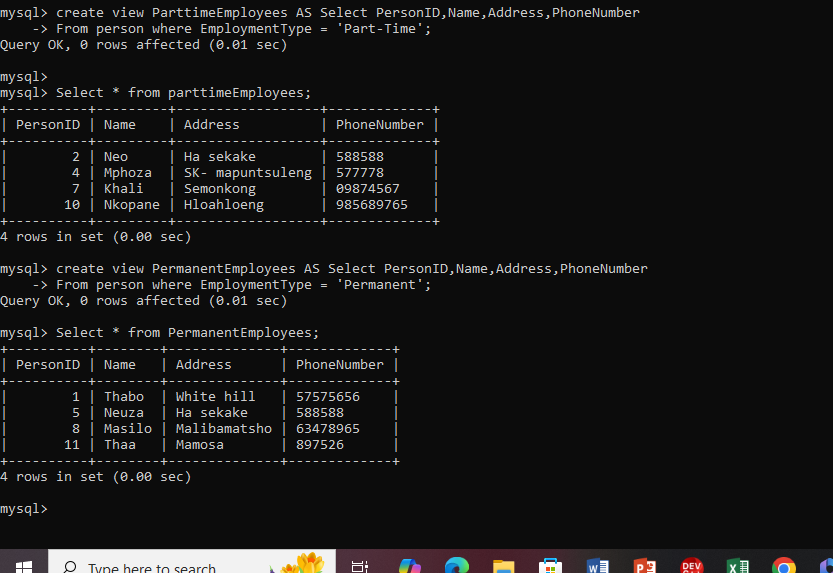 mysql> create view ParttimeEmployees AS Select PersonID,Name,Address,PhoneNumber
    -> From person where EmploymentType = 'Part-Time';
Query OK, 0 rows affected (0.01 sec)
mysql>
mysql> Select * from parttimeEmployees;
+----------+---------+-------------------+-------------+
| PersonID | Name    | Address           | PhoneNumber |
+----------+---------+-------------------+-------------+
|        2 | Neo     | Ha sekake         | 588588      |
|        4 | Mphoza  | SK- mapuntsuleng | 577778      |
|        7 | Khali   | Semonkong         | 09874567    |
|       10 | Nkopane | Hloahloeng        | 985689765   |
+----------+---------+-------------------+-------------+
4 rows in set (0.00 sec)
mysql> create view PermanentEmployees AS Select PersonID,Name,Address,PhoneNumber
    -> From person where EmploymentType = 'Permanent';
Query OK, 0 rows affected (0.01 sec)
mysql> Select * from PermanentEmployees;
+----------+--------+--------------+-------------+
| PersonID | Name   | Address      | PhoneNumber |
+----------+--------+--------------+-------------+
|        1 | Thabo  | White hill   | 57575656    |
|        5 | Neuza  | Ha sekake    | 588588      |
|        8 | Masilo | Malibamatsho | 63478965    |
|       11 | Thaa   | Mamosa       | 897526      |
+----------+--------+--------------+-------------+
4 rows in set (0.00 sec)
mysql>
Type here to search
DEV